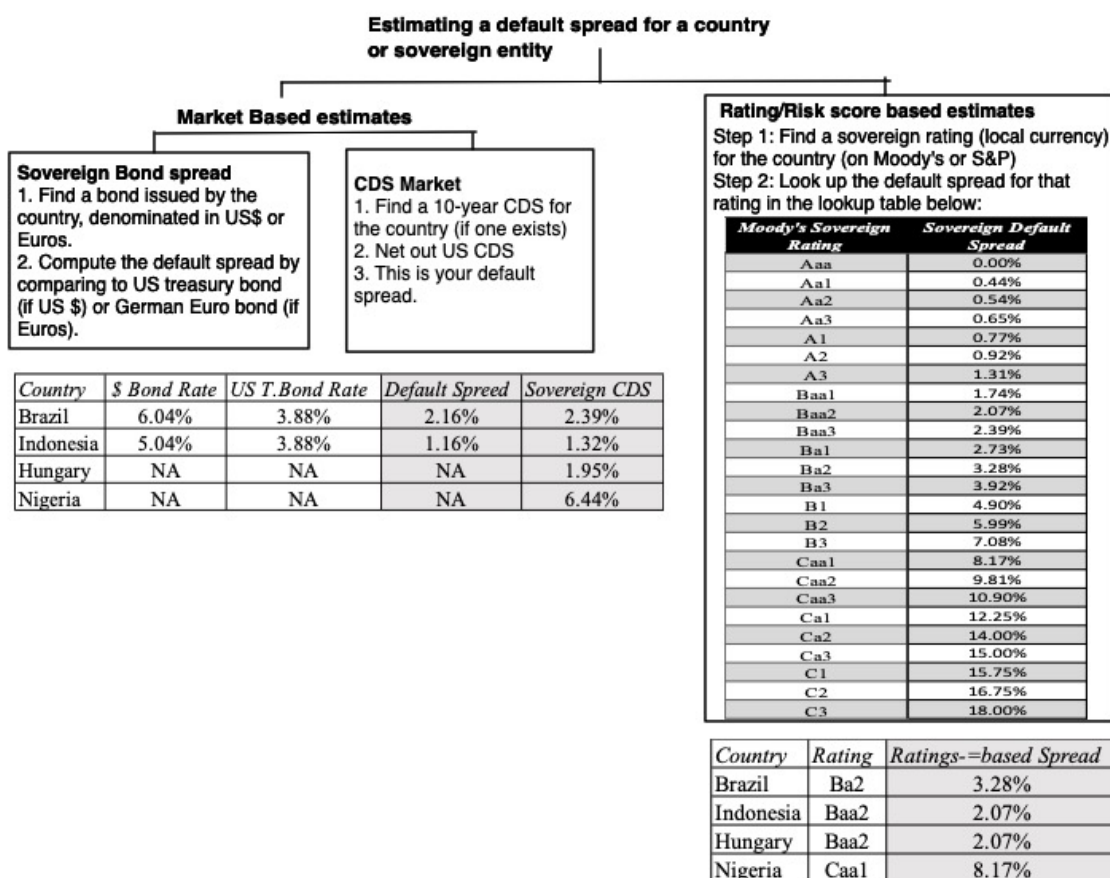 Estimating a default spread for a country
or sovereign entity
Market Based estimates
Sovereign Bond spread
1. Find a bond issued by the
country, denominated in US$ or
Euros.
2. Compute the default spread by
comparing to US treasury bond
(if US $) or German Euro bond (if
Euros).
CDS Market
1. Find a 10-year CDS for
the country (if one exists)
2. Net out US CDS
3. This is your default
spread.
Country $ Bond Rate US T.Bond Rate Default Spread Sovereign CDS
Brazil 6.04% 3.88% 2.16% 2.39%
Indonesia 5.04% 3.88% 1.16% 1.32%
Hungary NA NA NA 1.95%
Nigeria NA NA NA 6.44%
Rating/Risk score based estimates
Step 1: Find a sovereign rating (local currency)
for the country (on Moody's or S&P)
Step 2: Look up the default spread for that
rating in the lookup table below:
Moody's Sovereign Sovereign Default
Rating Spread
Aaa 0.00%
Aa1 0.44%
Aa2 0.54%
Aa3 0.65%
A1 0.77%
A2 0.92%
A3 1.31%
Baa1 1.74%
Baa2 2.07%
Baa3 2.39%
Ba1 2.73%
Ba2 3.28%
Ba3 3.92%
B1 4.90%
B2 5.99%
B3 7.08%
Caa1 8.17%
Caa2 9.81%
Caa3 10.90%
Ca1 12.25%
Ca2 14.00%
Ca3 15.00%
C1 15.75%
C2 16.75%
C3 18.00%
Country Rating Ratings-=based Spread
Brazil Ba2 3.28%
Indonesia Baa2 2.07%
Hungary Baa2 2.07%
Nigeria Caa1 8.17%